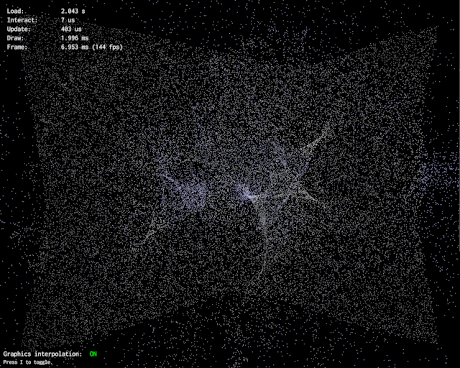 Load: 2.043 s
Interact: 7 us
Update: 403 us
Draw: 1.996 ms
Frame: 6.953 ms (144 fps)
Graphics interpolation: ON
Press I to toggle.